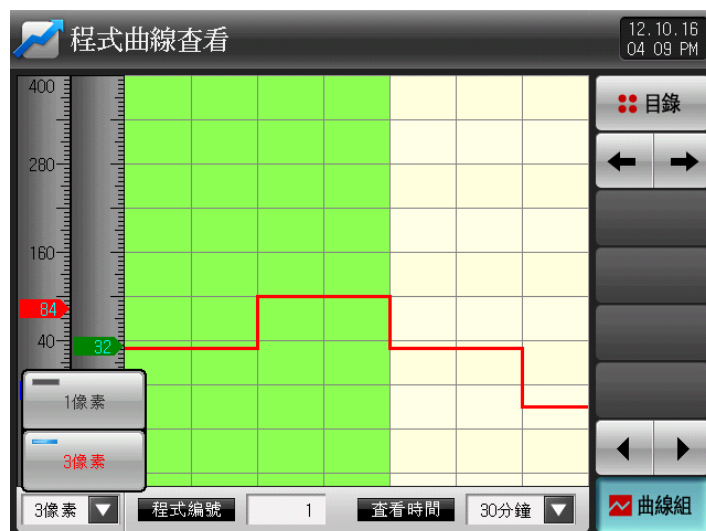 程式曲線查看
12.10.16
04 09 PM
400
280
160
84
40
32
目錄
1像素
3像素
3像素
程式編號
1
查看時間
30分鐘
曲線組